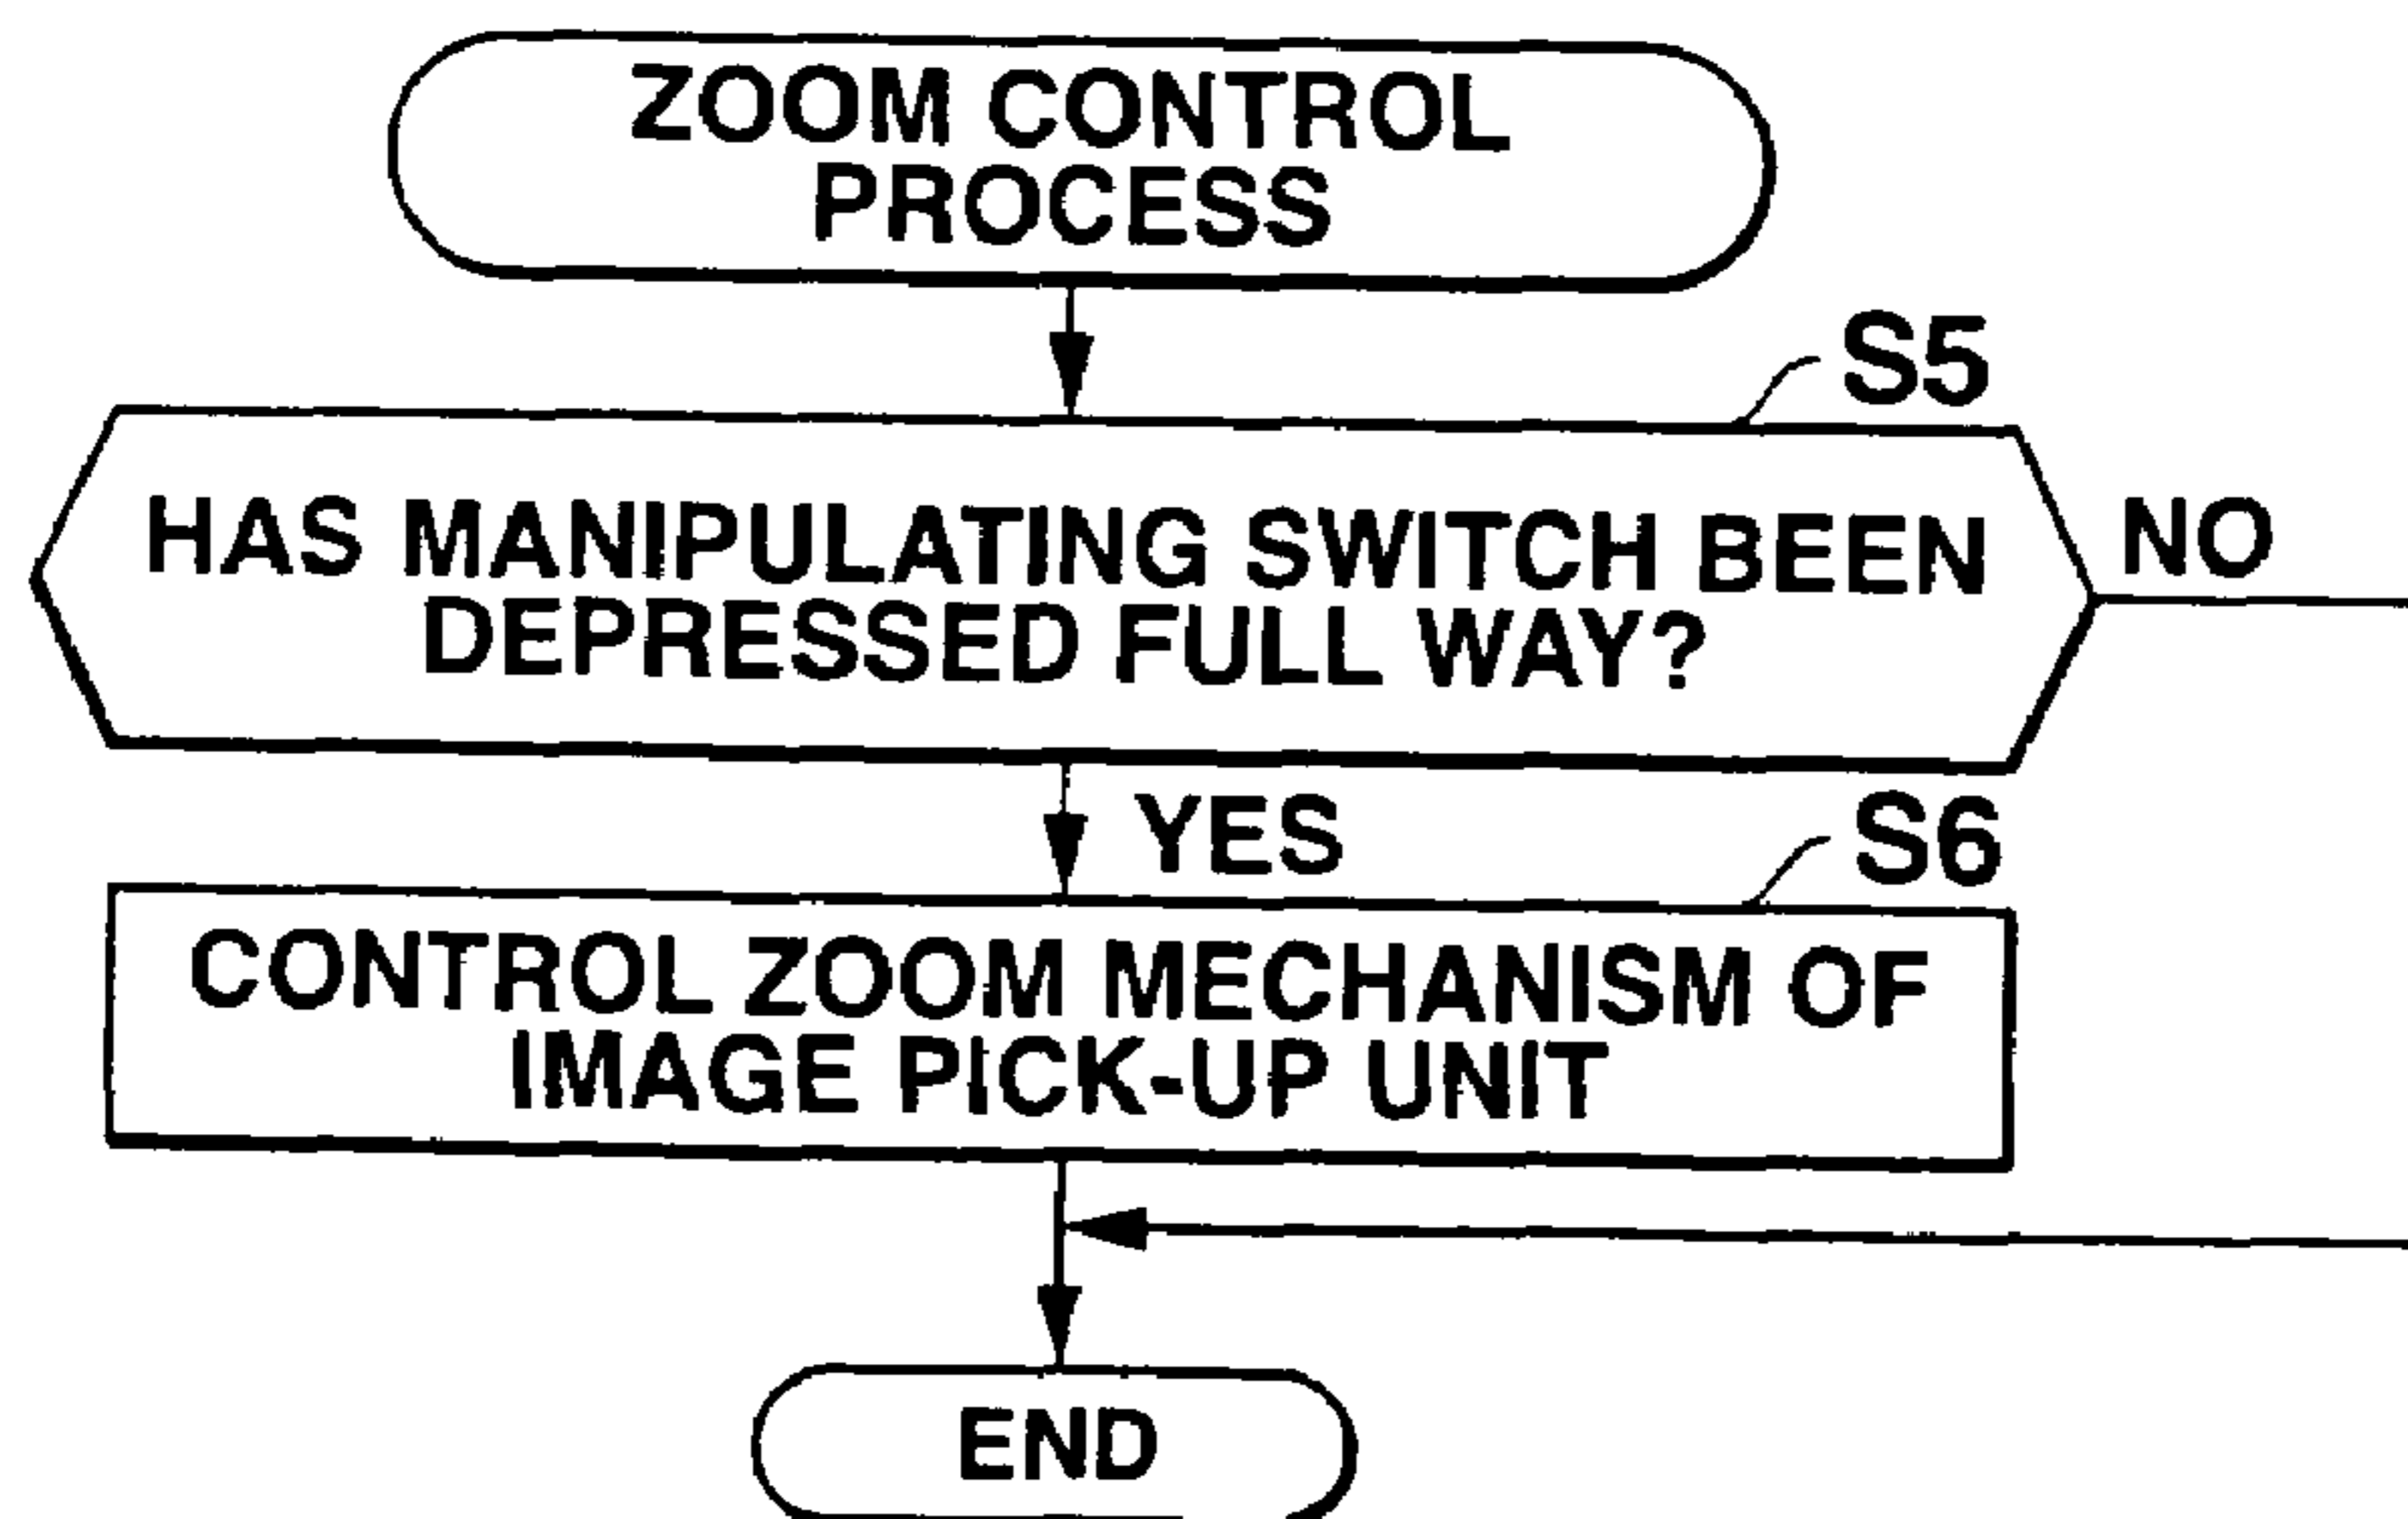 ZOOM CONTROL
PROCESS
S5
HAS MANIPULATING SWITCH BEEN
DEPRESSED FULL WAY?
NO
YES
S6
CONTROL ZOOM MECHANISM OF
IMAGE PICK-UP UNIT
END